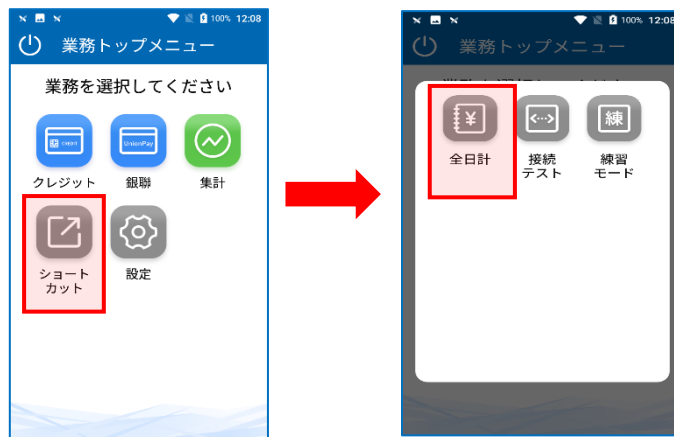 100% 12:08
業務トップメニュー
業務を選択してください
CREDIT
UnionPay
クレジット
銀聯
集計
ショート
カット
設定
100% 12:08
業務トップメニュー
¥
<···>
練
全日計
接続
テスト
練習
モード